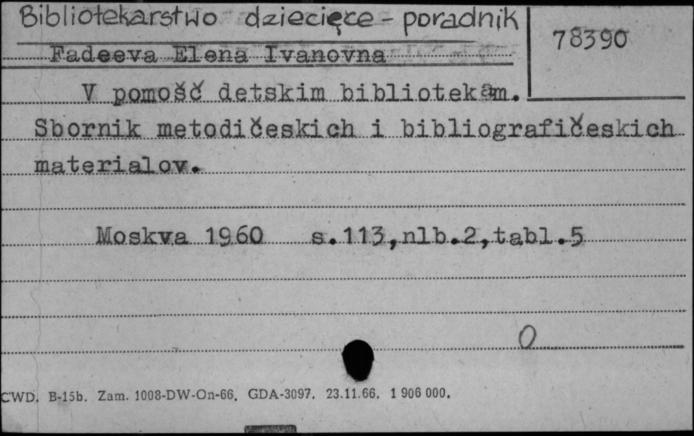 Bibliotekarstwo dziecięce - poradnik
78390
Fadeeva Elena Ivanovna
V pomošč detskim bibliotekam.
Sbornik metodičeskich i bibliografičeskich
materialov.
Moskva 1960 s.113,nlb.2,tabl.5
0
CWD. B-15b. Zam. 1008-DW-On-66. GDA-3097. 23.11.66. 1 906 000.